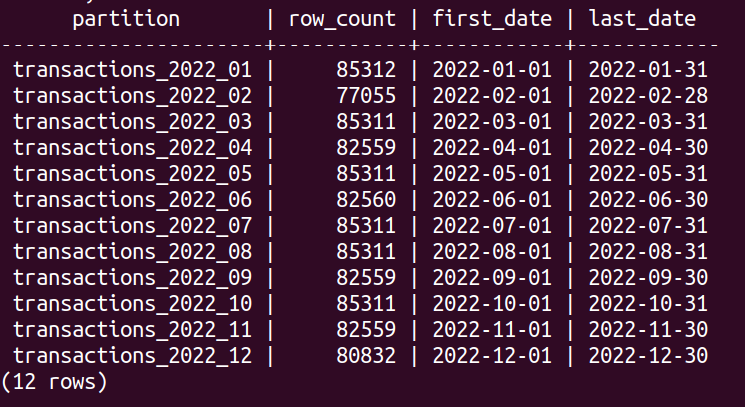 partition | row_count | first_date | last_date
----------------------+-----------+------------+------------
transactions_2022_01 | 85312 | 2022-01-01 | 2022-01-31
transactions_2022_02 | 77055 | 2022-02-01 | 2022-02-28
transactions_2022_03 | 85311 | 2022-03-01 | 2022-03-31
transactions_2022_04 | 82559 | 2022-04-01 | 2022-04-30
transactions_2022_05 | 85311 | 2022-05-01 | 2022-05-31
transactions_2022_06 | 82560 | 2022-06-01 | 2022-06-30
transactions_2022_07 | 85311 | 2022-07-01 | 2022-07-31
transactions_2022_08 | 85311 | 2022-08-01 | 2022-08-31
transactions_2022_09 | 82559 | 2022-09-01 | 2022-09-30
transactions_2022_10 | 85311 | 2022-10-01 | 2022-10-31
transactions_2022_11 | 82559 | 2022-11-01 | 2022-11-30
transactions_2022_12 | 80832 | 2022-12-01 | 2022-12-30
(12 rows)